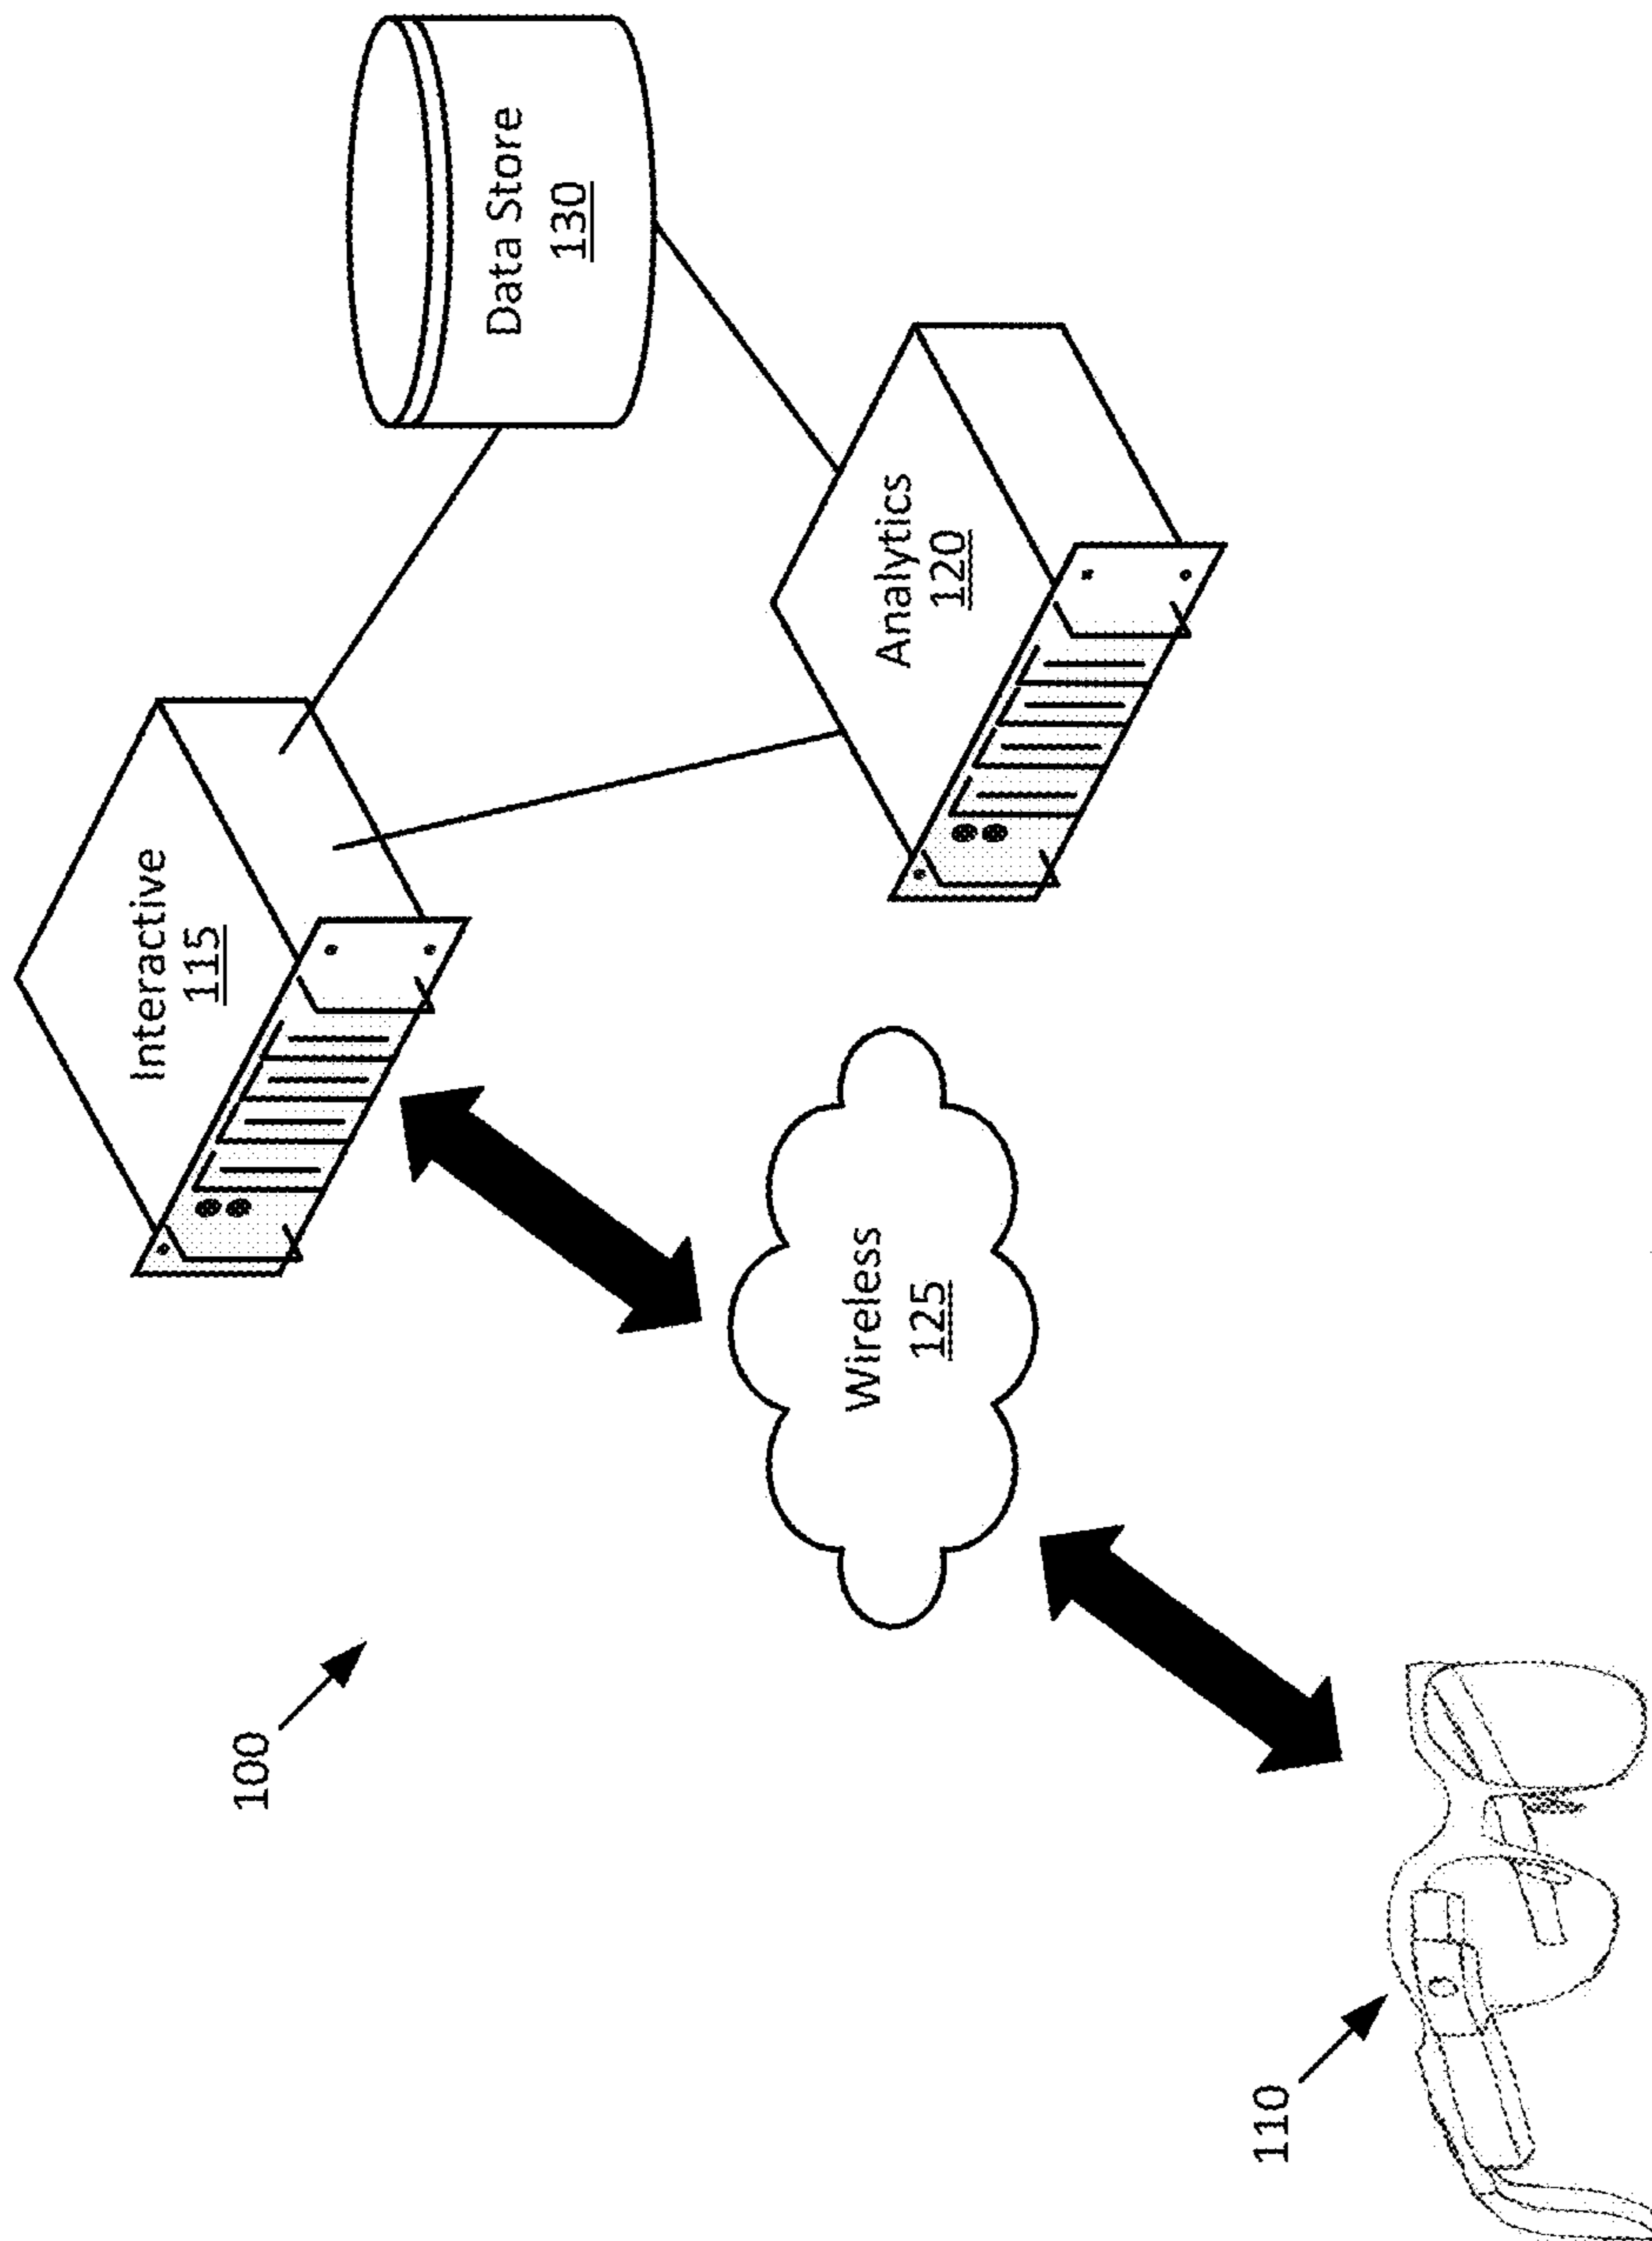 100
Interactive
115
Data Store
130
Wireless
125
Analytics
120
110